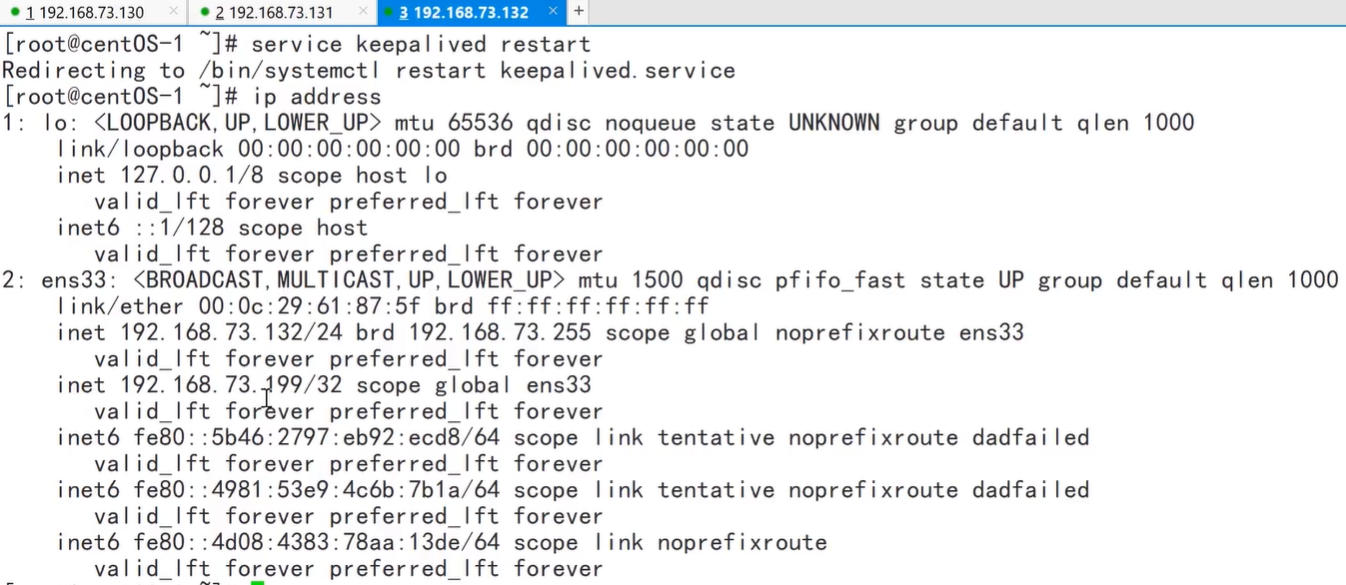 1 192.168.73.130 × 2 192.168.73.131 × 3 192.168.73.132 × +
[root@centOS-1 ~]# service keepalived restart
Redirecting to /bin/systemctl restart keepalived.service
[root@centOS-1 ~]# ip address
1: lo: <LOOPBACK,UP,LOWER_UP> mtu 65536 qdisc noqueue state UNKNOWN group default qlen 1000
    link/loopback 00:00:00:00:00:00 brd 00:00:00:00:00:00
    inet 127.0.0.1/8 scope host lo
       valid_lft forever preferred_lft forever
    inet6 ::1/128 scope host
       valid_lft forever preferred_lft forever
2: ens33: <BROADCAST,MULTICAST,UP,LOWER_UP> mtu 1500 qdisc pfifo_fast state UP group default qlen 1000
    link/ether 00:0c:29:61:87:5f brd ff:ff:ff:ff:ff:ff
    inet 192.168.73.132/24 brd 192.168.73.255 scope global noprefixroute ens33
       valid_lft forever preferred_lft forever
    inet 192.168.73.199/32 scope global ens33
       valid_lft forever preferred_lft forever
    inet6 fe80::5b46:2797:eb92:ecd8/64 scope link tentative noprefixroute dadfailed
       valid_lft forever preferred_lft forever
    inet6 fe80::4981:53e9:4c6b:7b1a/64 scope link tentative noprefixroute dadfailed
       valid_lft forever preferred_lft forever
    inet6 fe80::4d08:4383:78aa:13de/64 scope link noprefixroute
       valid_lft forever preferred_lft forever